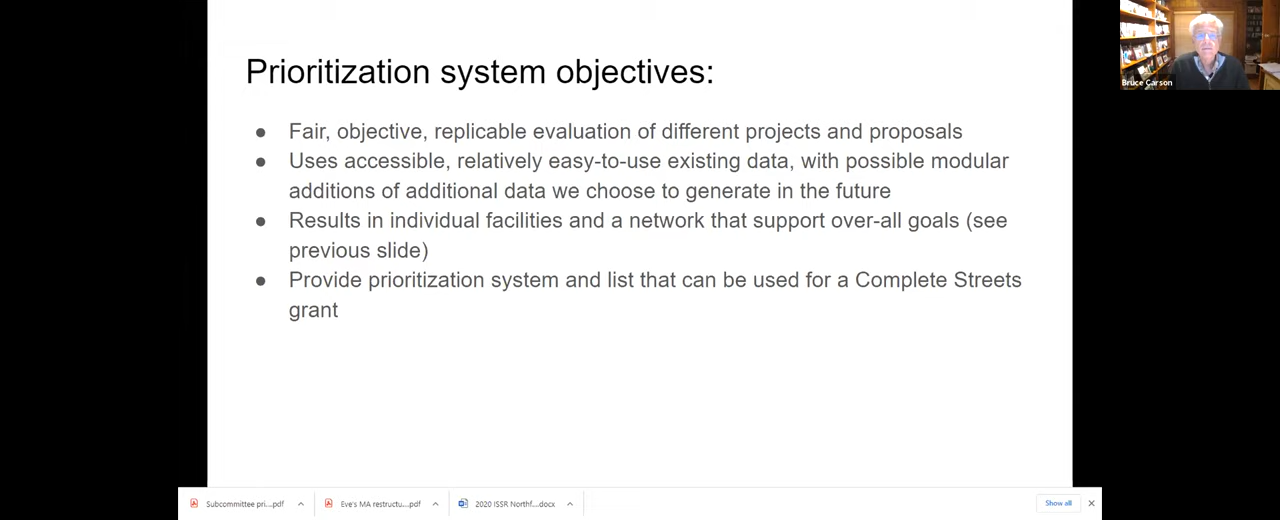 Prioritization system objectives:
● Fair, objective, replicable evaluation of different projects and proposals
● Uses accessible, relatively easy-to-use existing data, with possible modular
additions of additional data we choose to generate in the future
● Results in individual facilities and a network that support over-all goals (see
previous slide)
● Provide prioritization system and list that can be used for a Complete Streets
grant
Bruce Carson
Subcommittee pri....pdf
Eve's MA restructu....pdf
2020 ISSR Northf....docx
Show all